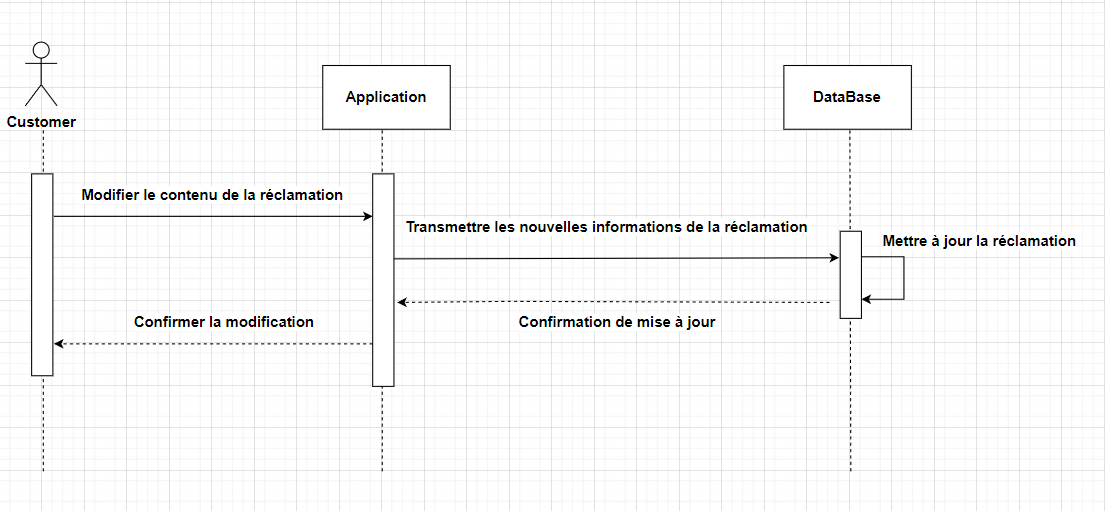 Customer
Application
DataBase
Modifier le contenu de la réclamation
Transmettre les nouvelles informations de la réclamation
Mettre à jour la réclamation
Confirmer la modification
Confirmation de mise à jour